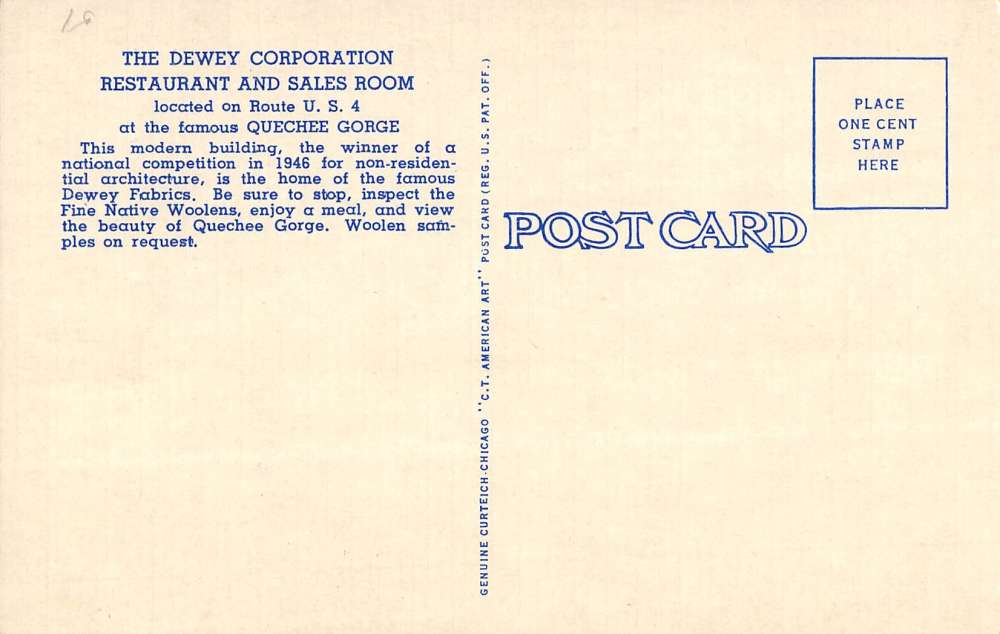 THE DEWEY CORPORATION
RESTAURANT AND SALES ROOM
located on Route U. S. 4
at the famous QUECHEE GORGE
This modern building, the winner of a
national competition in 1946 for non-residen-
tial architecture, is the home of the famous
Dewey Fabrics. Be sure to stop, inspect the
Fine Native Woolens, enjoy a meal, and view
the beauty of Quechee Gorge. Woolen sam-
ples on request.
GENUINE CURTEICH-CHICAGO "C.T. AMERICAN ART" POST CARD (REG. U.S. PAT. OFF.)
PLACE
ONE CENT
STAMP
HERE
POST CARD